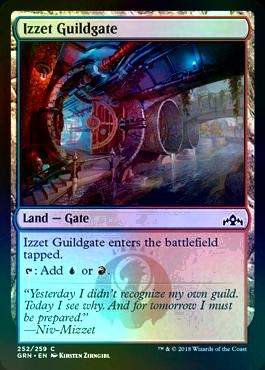 Izzet Guildgate
Land — Gate
Izzet Guildgate enters the battlefield
tapped.
: Add or .
"Yesterday I didn't recognize my own guild.
Today I see why. And for tomorrow I must
be prepared."
—Niv-Mizzet
252/259 C
GRN • EN Kirsten Zirngibl
™ & © 2018 Wizards of the Coast